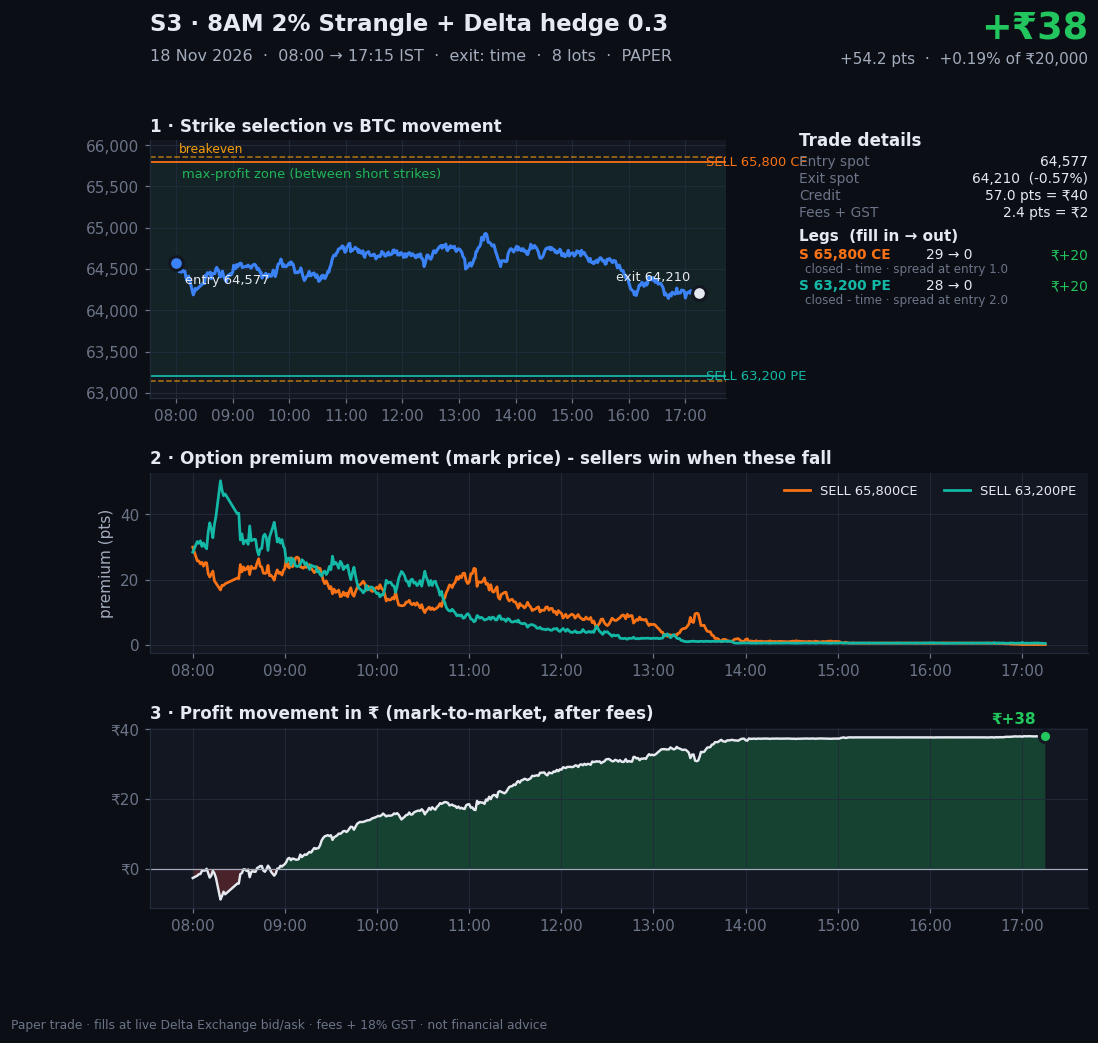 S3 · 8AM 2% Strangle + Delta hedge 0.3
+₹38
18 Nov 2026 · 08:00 → 17:15 IST · exit: time · 8 lots · PAPER
+54.2 pts · +0.19% of ₹20,000
1 · Strike selection vs BTC movement
66,000
65,500
65,000
64,500
64,000
63,500
63,000
breakeven
max-profit zone (between short strikes)
SELL 65,800 CE
entry 64,577
exit 64,210
SELL 63,200 PE
08:00 09:00 10:00 11:00 12:00 13:00 14:00 15:00 16:00 17:00
Trade details
Entry spot 64,577
Exit spot 64,210 (-0.57%)
Credit 57.0 pts = ₹40
Fees + GST 2.4 pts = ₹2
Legs (fill in → out)
S 65,800 CE 29 → 0 ₹+20
closed - time · spread at entry 1.0
S 63,200 PE 28 → 0 ₹+20
closed - time · spread at entry 2.0
2 · Option premium movement (mark price) - sellers win when these fall
SELL 65,800CE SELL 63,200PE
premium (pts)
40
20
0
08:00 09:00 10:00 11:00 12:00 13:00 14:00 15:00 16:00 17:00
3 · Profit movement in ₹ (mark-to-market, after fees)
₹+38
₹40
₹20
₹0
08:00 09:00 10:00 11:00 12:00 13:00 14:00 15:00 16:00 17:00
Paper trade · fills at live Delta Exchange bid/ask · fees + 18% GST · not financial advice